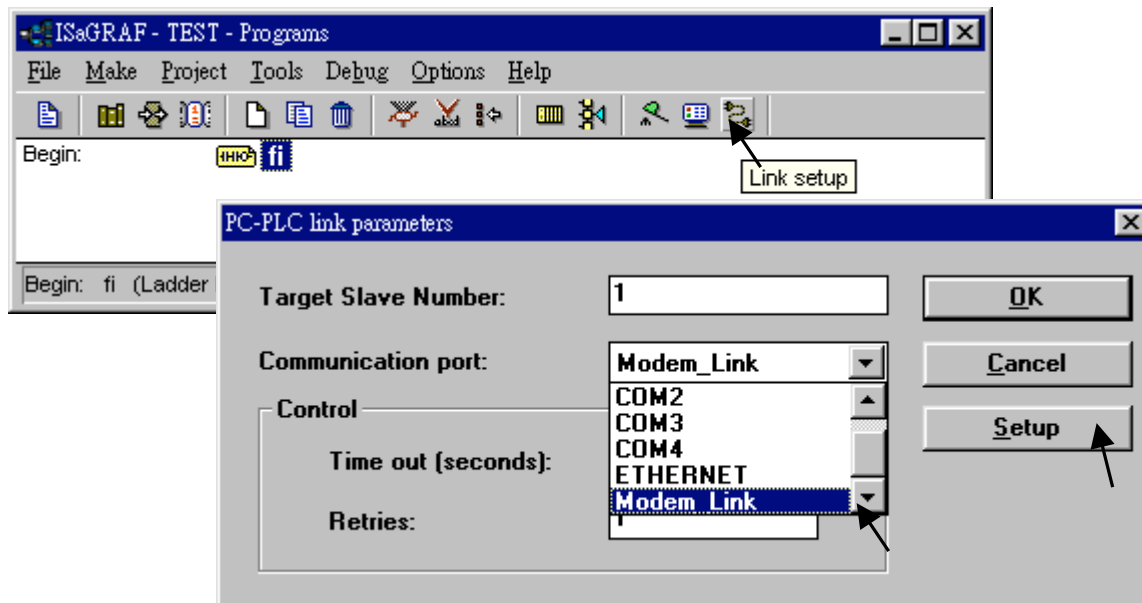 ISaGRAF - TEST - Programs
File Make Project Tools Debug Options Help
Begin: fi
Link setup
Begin: fi (Ladder
PC-PLC link parameters
Target Slave Number: 1 OK
Communication port: Modem_Link Cancel
COM2
Control COM3 Setup
COM4
Time out (seconds): ETHERNET
Modem_Link
Retries: